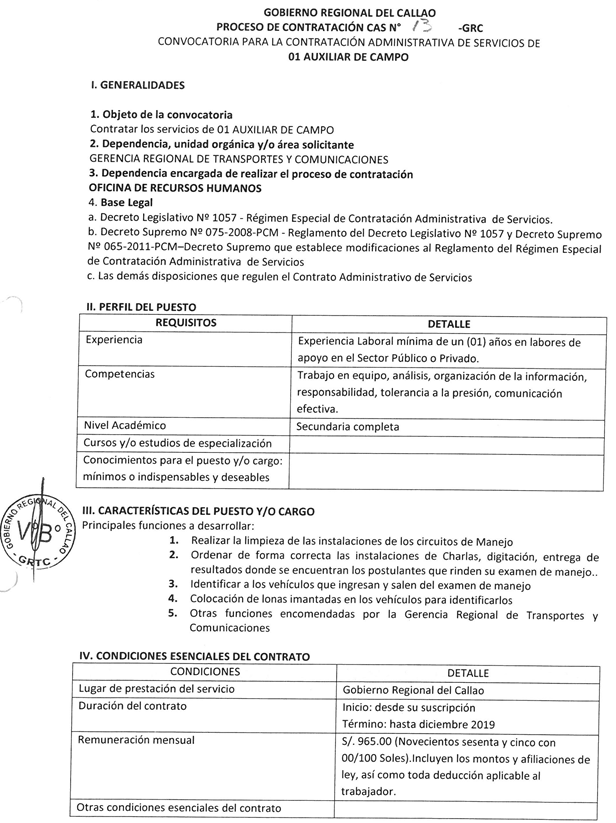 GOBIERNO REGIONAL DEL CALLAO
PROCESO DE CONTRATACIÓN CAS N° 13 -GRC
CONVOCATORIA PARA LA CONTRATACIÓN ADMINISTRATIVA DE SERVICIOS DE
01 AUXILIAR DE CAMPO
I. GENERALIDADES
1. Objeto de la convocatoria
Contratar los servicios de 01 AUXILIAR DE CAMPO
2. Dependencia, unidad orgánica y/o área solicitante
GERENCIA REGIONAL DE TRANSPORTES Y COMUNICACIONES
3. Dependencia encargada de realizar el proceso de contratación
OFICINA DE RECURSOS HUMANOS
4. Base Legal
a. Decreto Legislativo Nº 1057 - Régimen Especial de Contratación Administrativa de Servicios.
b. Decreto Supremo Nº 075-2008-PCM - Reglamento del Decreto Legislativo Nº 1057 y Decreto Supremo
Nº 065-2011-PCM–Decreto Supremo que establece modificaciones al Reglamento del Régimen Especial
de Contratación Administrativa de Servicios
c. Las demás disposiciones que regulen el Contrato Administrativo de Servicios
II. PERFIL DEL PUESTO
REQUISITOS DETALLE
Experiencia Experiencia Laboral mínima de un (01) años en labores de
apoyo en el Sector Público o Privado.
Competencias Trabajo en equipo, análisis, organización de la información,
responsabilidad, tolerancia a la presión, comunicación
efectiva.
Nivel Académico Secundaria completa
Cursos y/o estudios de especialización
Conocimientos para el puesto y/o cargo:
mínimos o indispensables y deseables
GOBIERNO REGIONAL DEL CALLAO
VºBº
- GRTC -
III. CARACTERÍSTICAS DEL PUESTO Y/O CARGO
Principales funciones a desarrollar:
1. Realizar la limpieza de las instalaciones de los circuitos de Manejo
2. Ordenar de forma correcta las instalaciones de Charlas, digitación, entrega de
resultados donde se encuentran los postulantes que rinden su examen de manejo..
3. Identificar a los vehículos que ingresan y salen del examen de manejo
4. Colocación de lonas imantadas en los vehículos para identificarlos
5. Otras funciones encomendadas por la Gerencia Regional de Transportes y
Comunicaciones
IV. CONDICIONES ESENCIALES DEL CONTRATO
CONDICIONES DETALLE
Lugar de prestación del servicio Gobierno Regional del Callao
Duración del contrato Inicio: desde su suscripción
Término: hasta diciembre 2019
Remuneración mensual S/. 965.00 (Novecientos sesenta y cinco con
00/100 Soles).Incluyen los montos y afiliaciones de
ley, así como toda deducción aplicable al
trabajador.
Otras condiciones esenciales del contrato